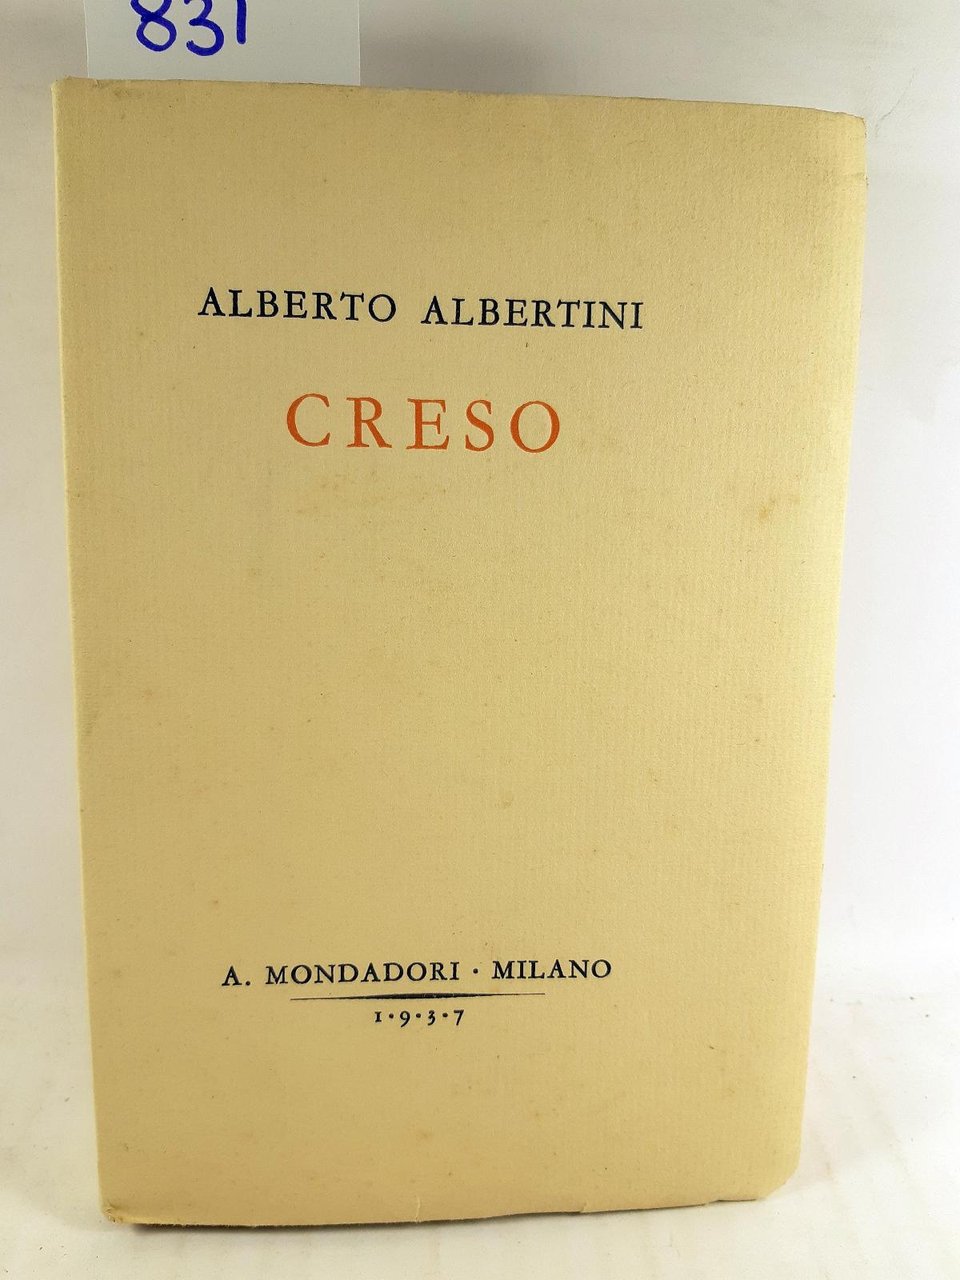 831
ALBERTO ALBERTINI
CRESO
A. MONDADORI · MILANO
1·9·3·7